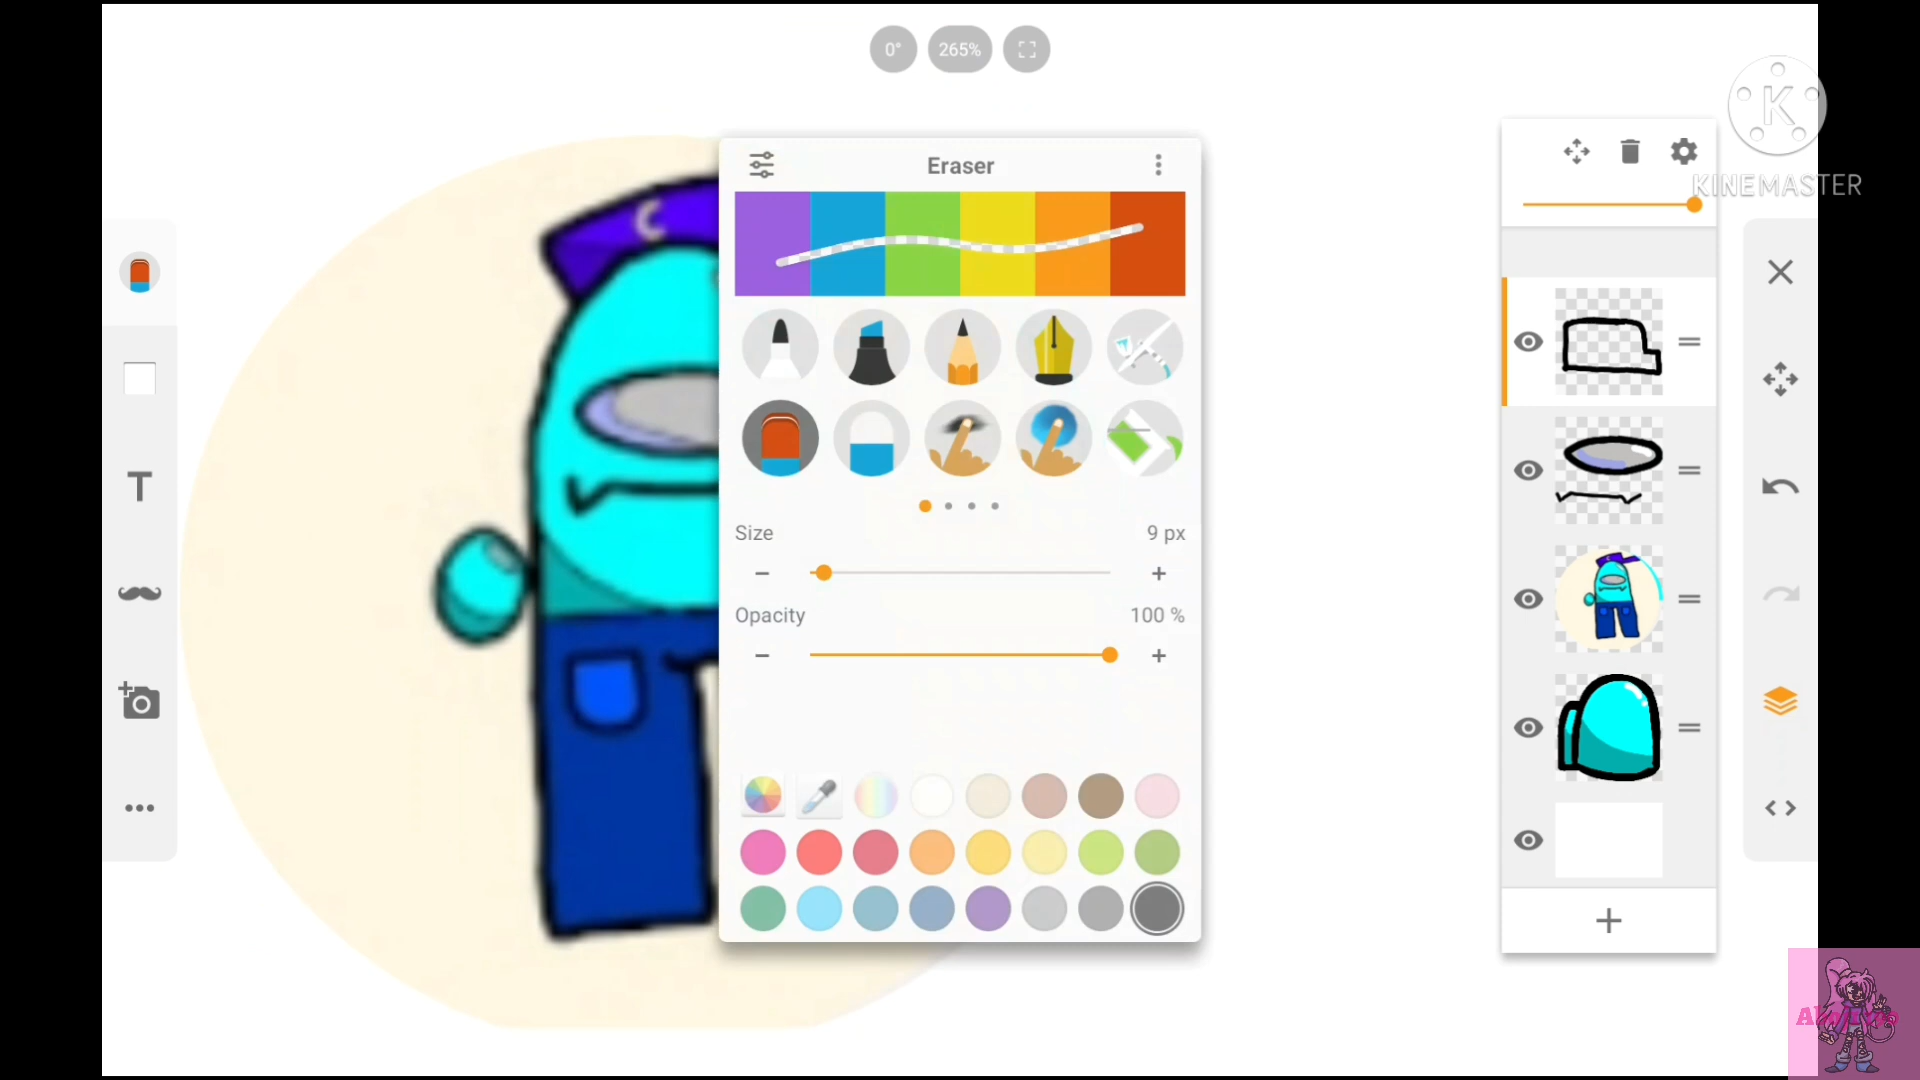 0°
265%
K
KINEMASTER
Eraser
C
Size
9 px
Opacity
100 %
T